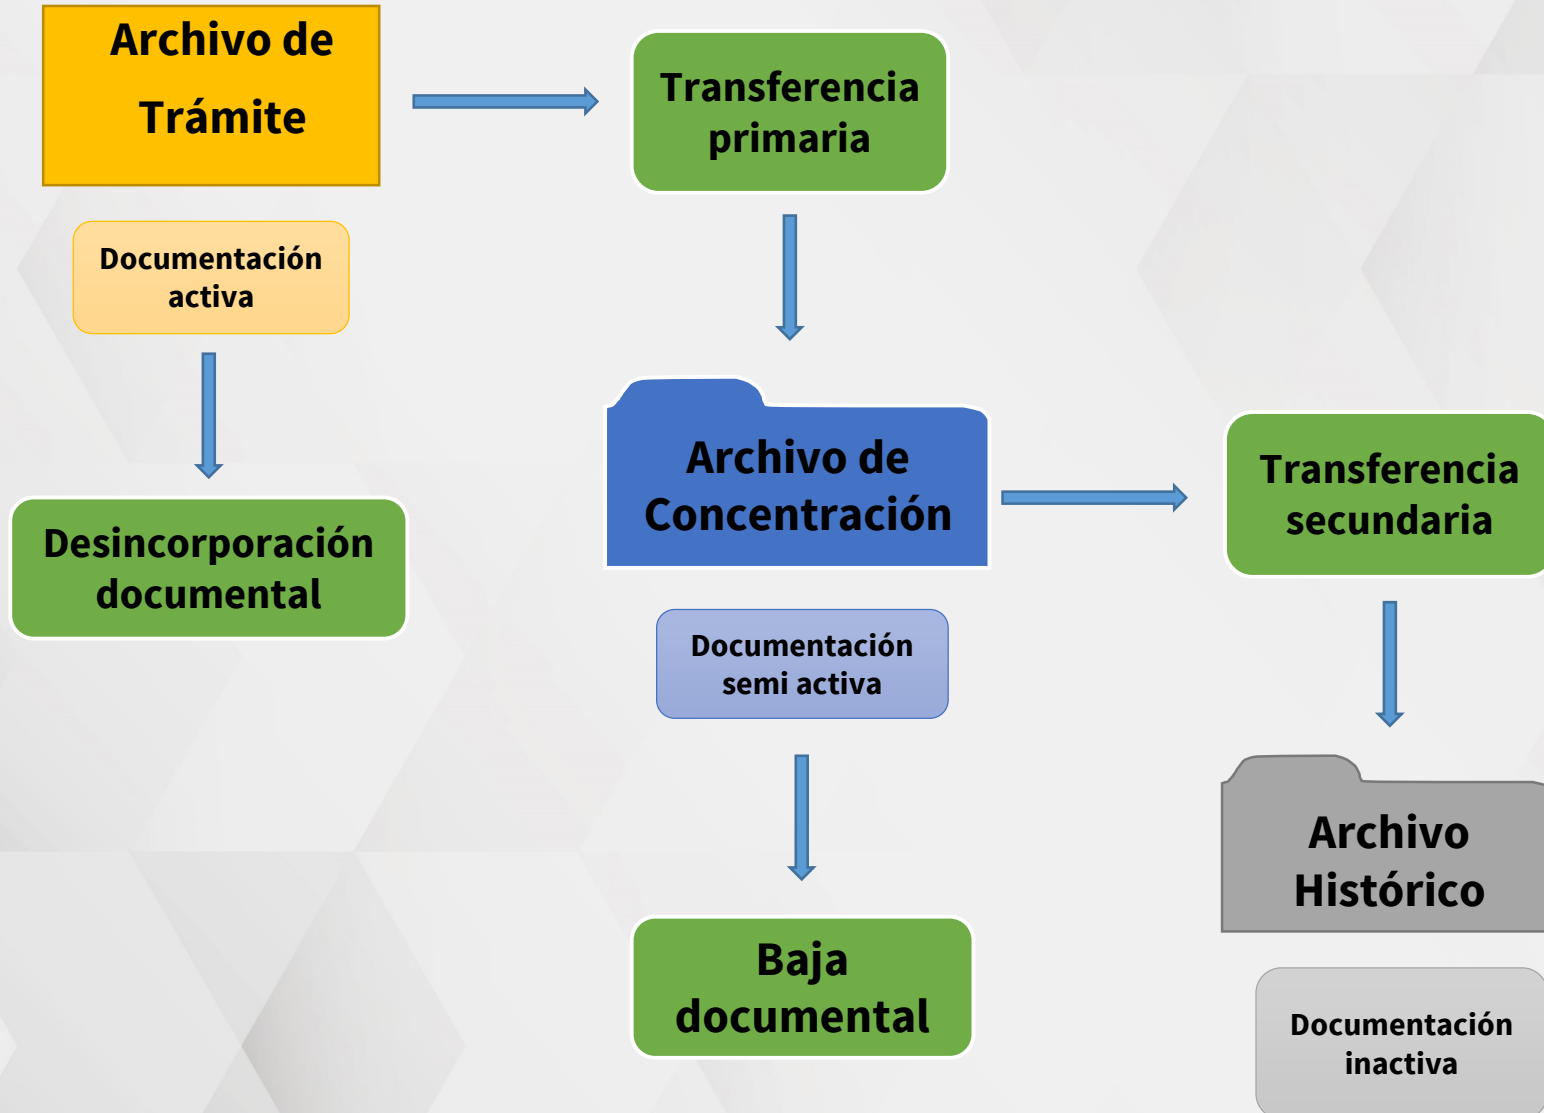 Archivo de
Trámite
Transferencia
primaria
Documentación
activa
Desincorporación
documental
Archivo de
Concentración
Documentación
semi activa
Baja
documental
Transferencia
secundaria
Archivo
Histórico
Documentación
inactiva